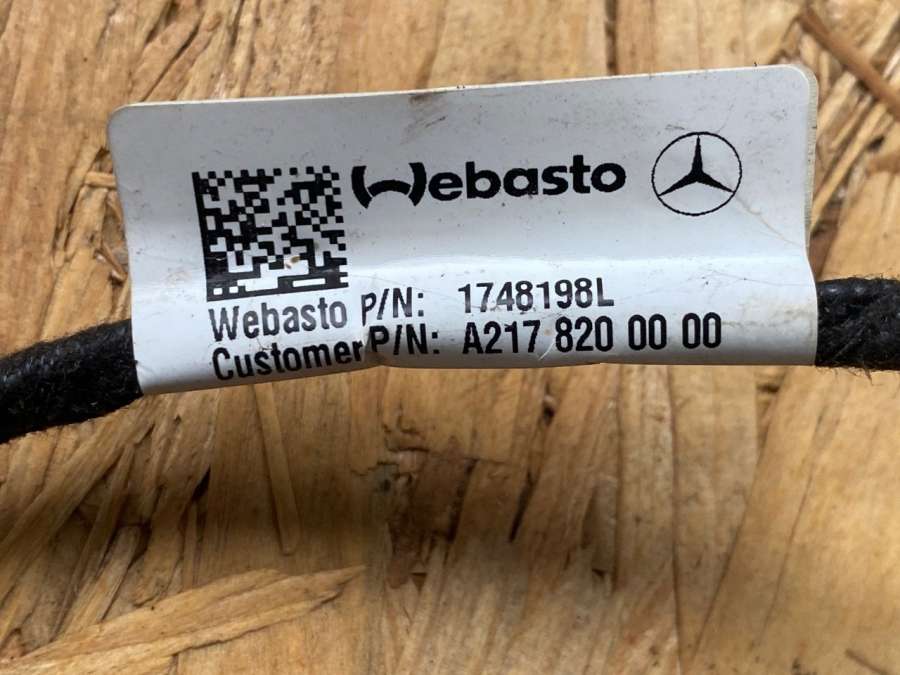 Webasto
Webasto P/N: 1748198L
Customer P/N: A217 820 00 00